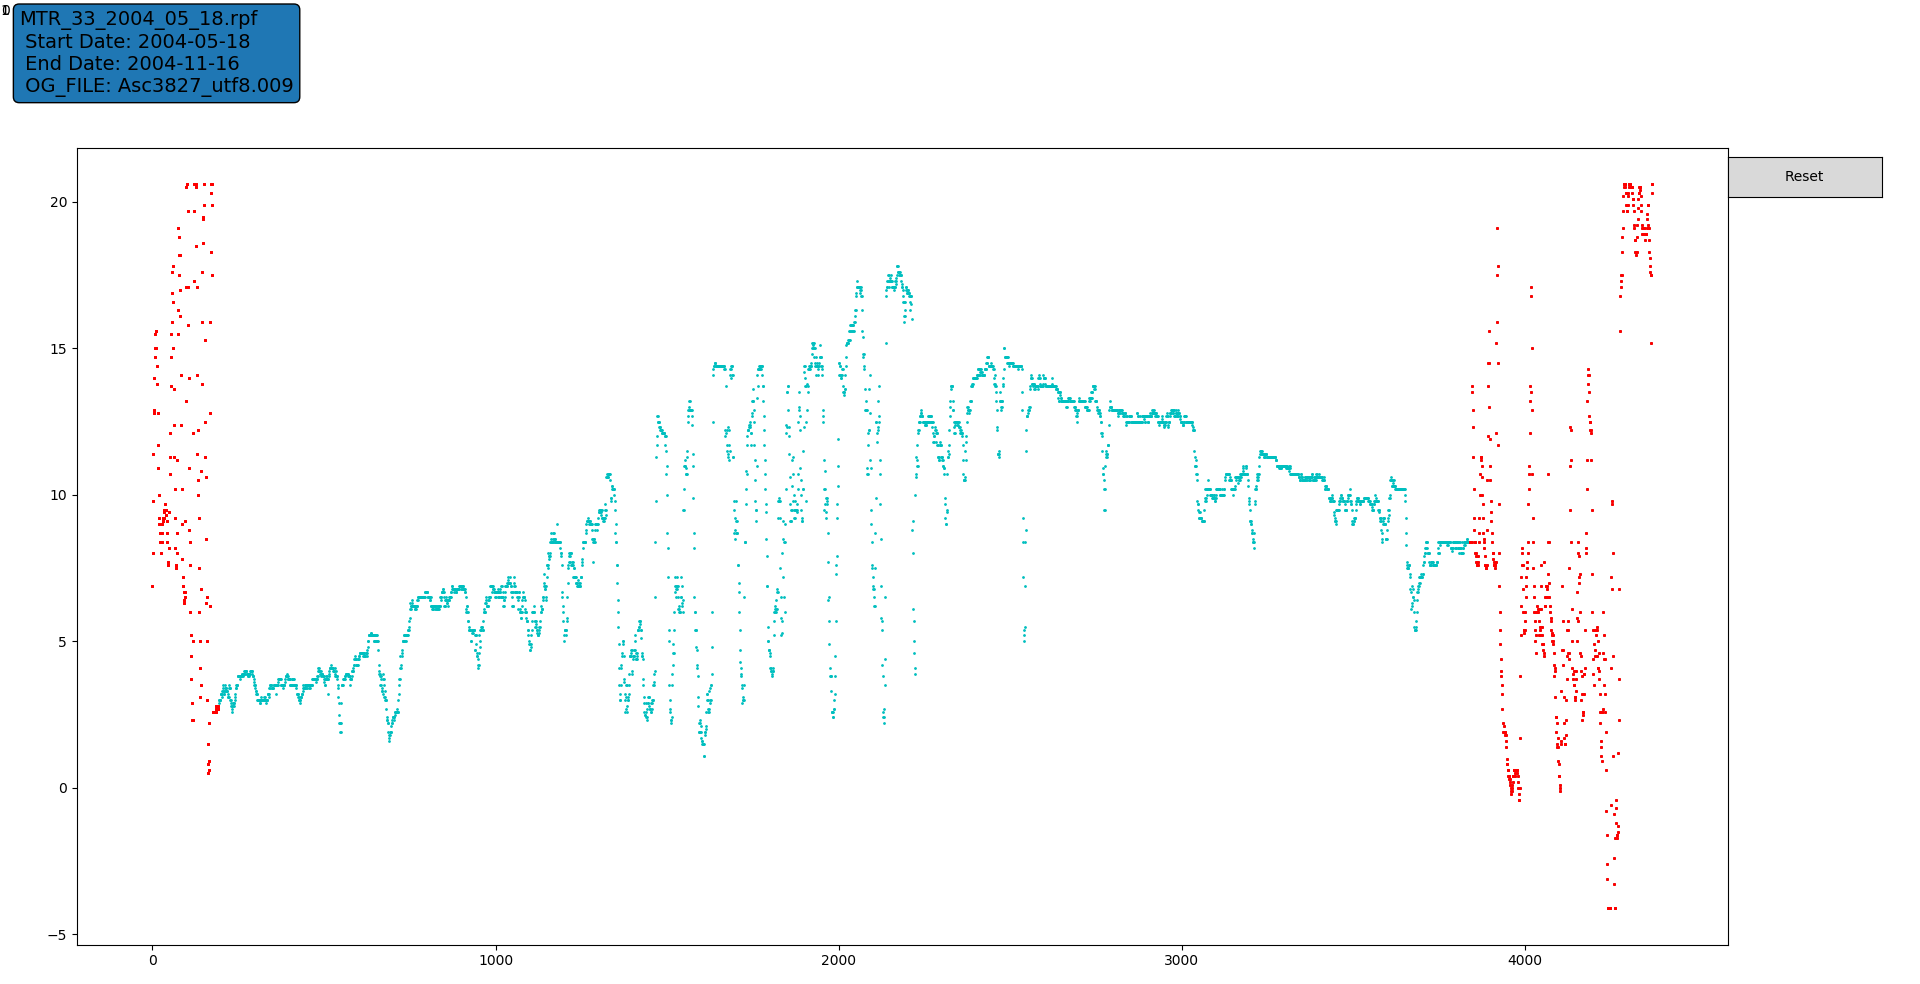 MTR_33_2004_05_18.rpf
Start Date: 2004-05-18
End Date: 2004-11-16
OG_FILE: Asc3827_utf8.009
Reset
20
15
10
5
0
−5
0
1000
2000
3000
4000